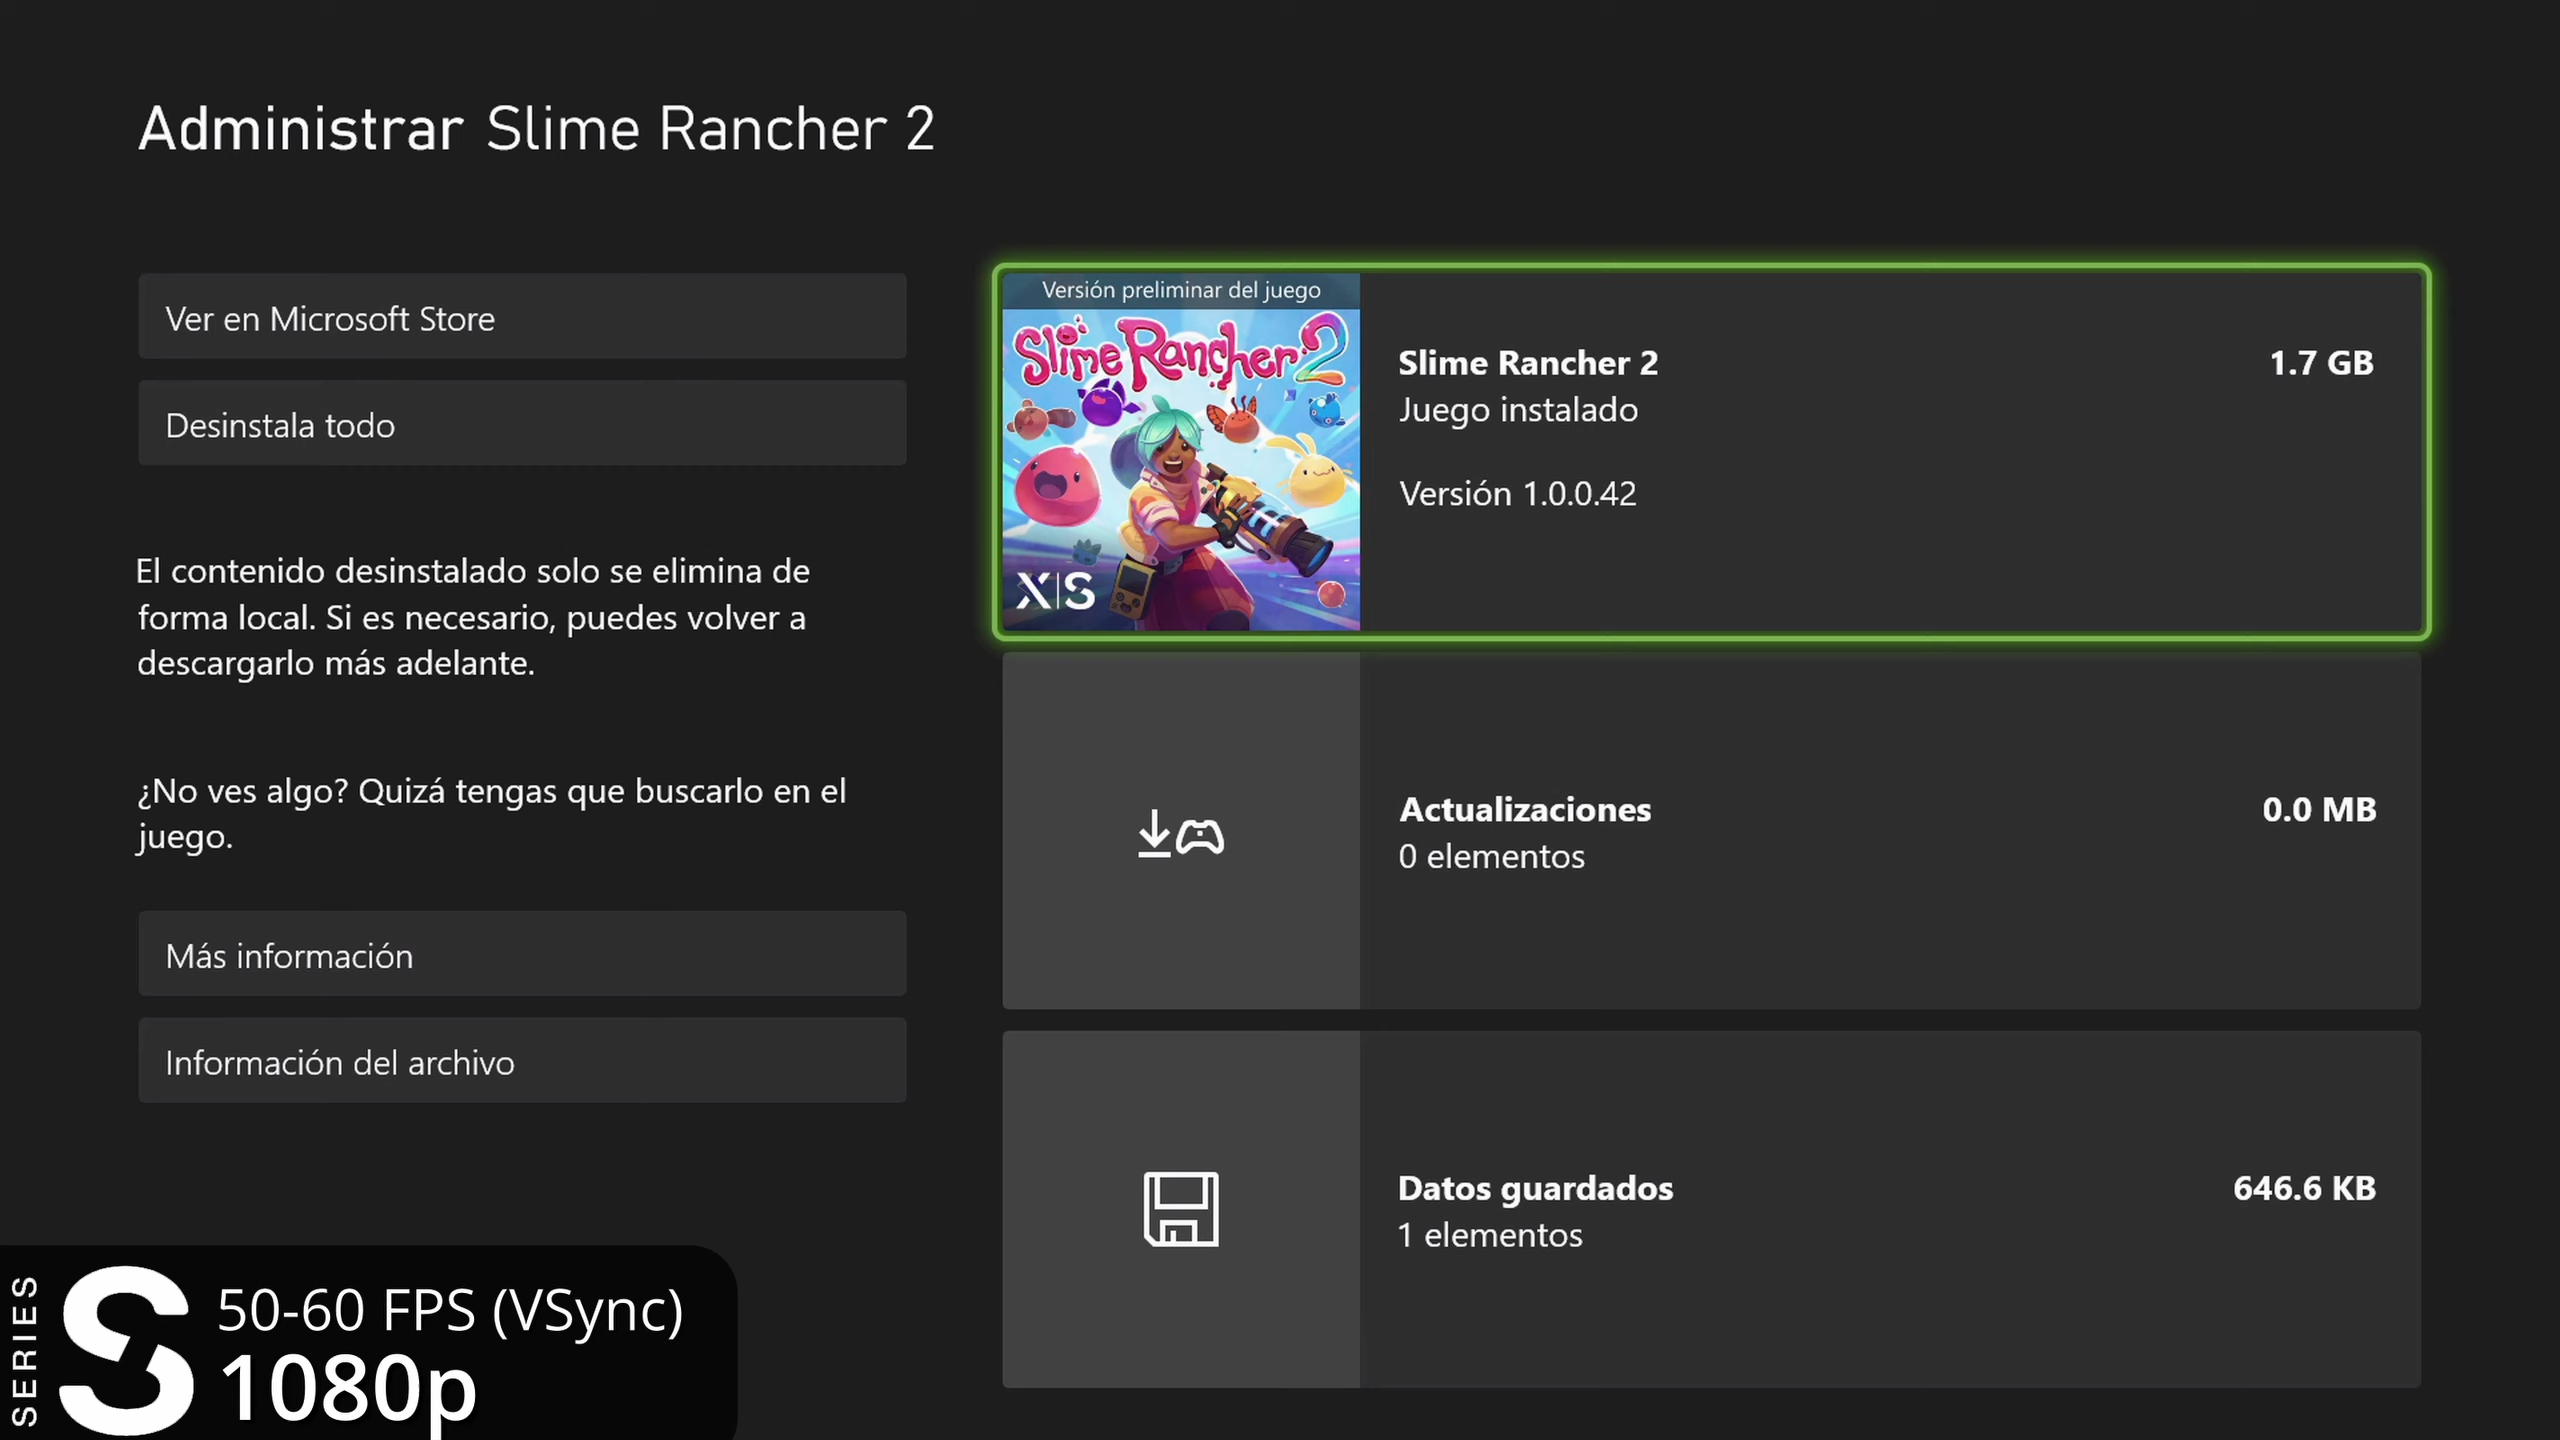 Administrar Slime Rancher 2
Ver en Microsoft Store
Desinstala todo
El contenido desinstalado solo se elimina de
forma local. Si es necesario, puedes volver a
descargarlo más adelante.
¿No ves algo? Quizá tengas que buscarlo en el
juego.
Más información
Información del archivo
Versión preliminar del juego
Slime Rancher 2
X|S
Slime Rancher 2
1.7 GB
Juego instalado
Versión 1.0.0.42
Actualizaciones
0.0 MB
0 elementos
Datos guardados
646.6 KB
1 elementos
SERIES
S
50-60 FPS (VSync)
1080p